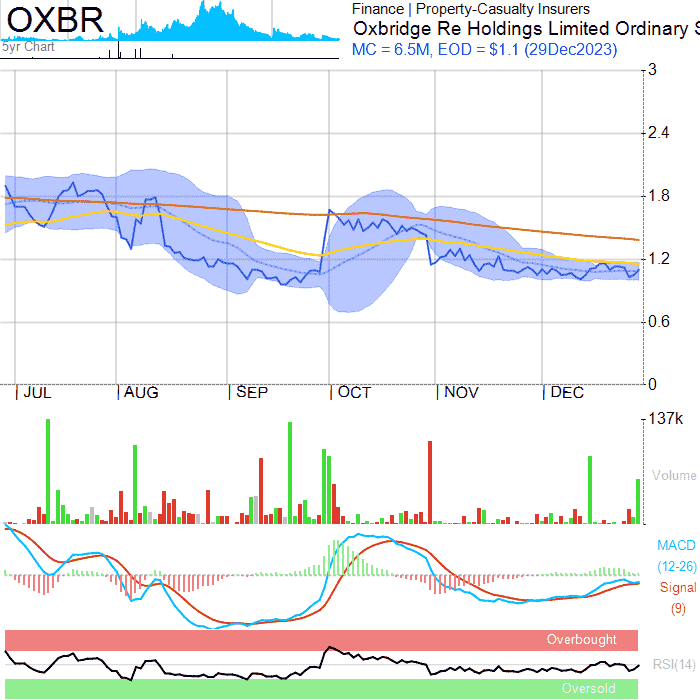 OXBR
5yr Chart
Finance | Property-Casualty Insurers
Oxbridge Re Holdings Limited Ordinary S
MC = 6.5M, EOD = $1.1 (29Dec2023)
3
2.4
1.8
1.2
0.6
0
| JUL | AUG | SEP | OCT | NOV | DEC
137k
Volume
MACD
(12-26)
Signal
(9)
Overbought
RSI(14)
Oversold